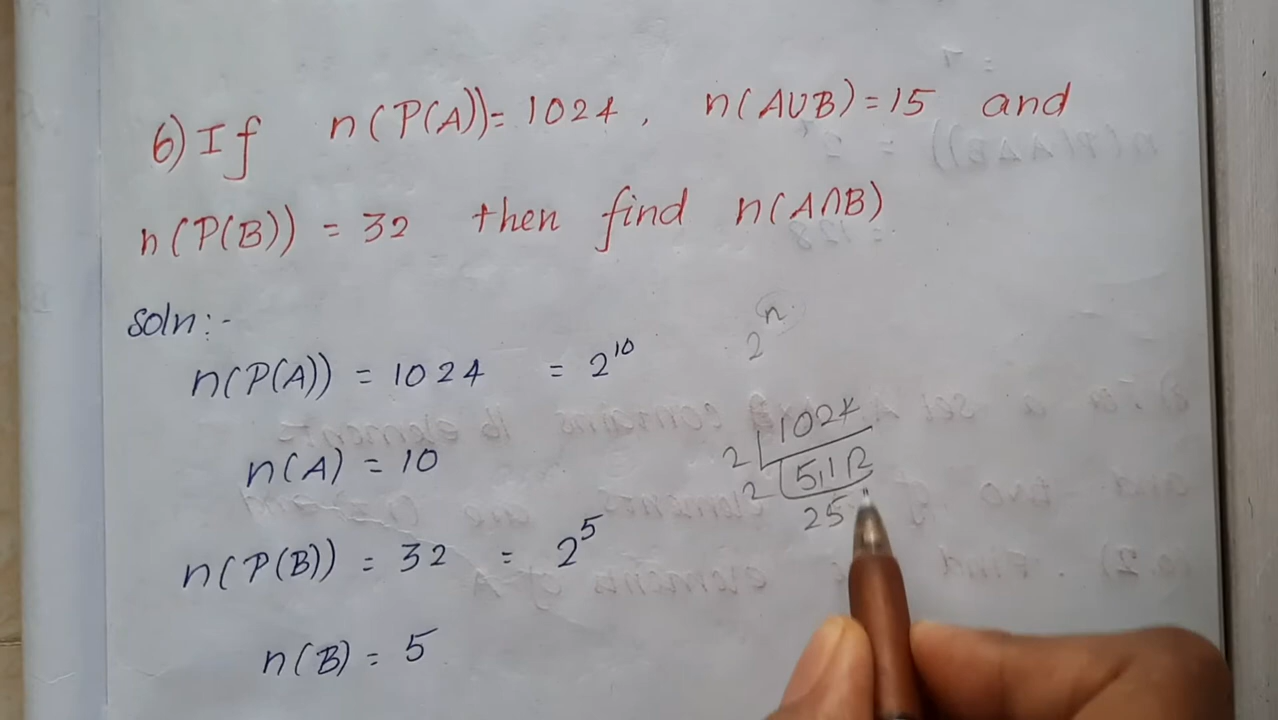 6) If n(P(A)) = 1024, n(A∪B) = 15 and
n(P(B)) = 32 then find n(A∩B)
Soln:-
n(P(A)) = 1024 = 2^10
2^n
n(A) = 10
2 | 1024
2 | 512
25
n(P(B)) = 32 = 2^5
n(B) = 5